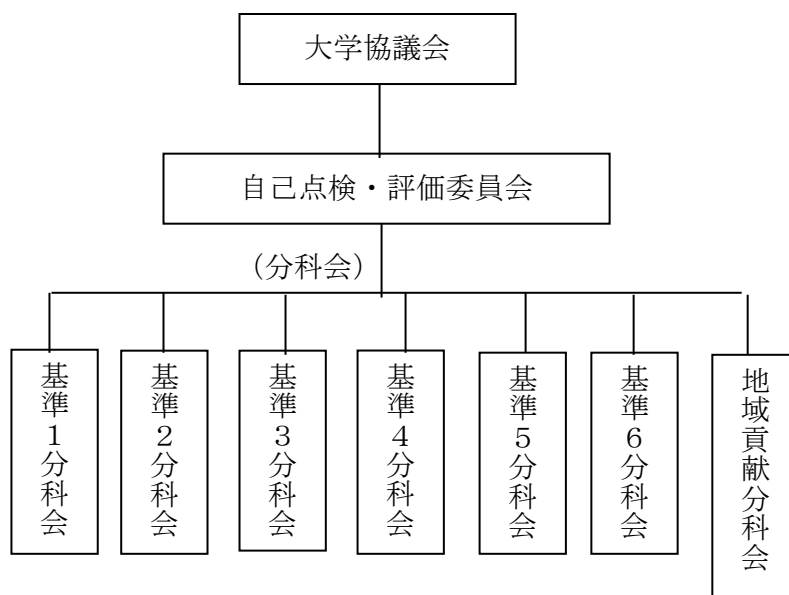 大学協議会
自己点検・評価委員会
（分科会）
基準１分科会
基準２分科会
基準３分科会
基準４分科会
基準５分科会
基準６分科会
地域貢献分科会